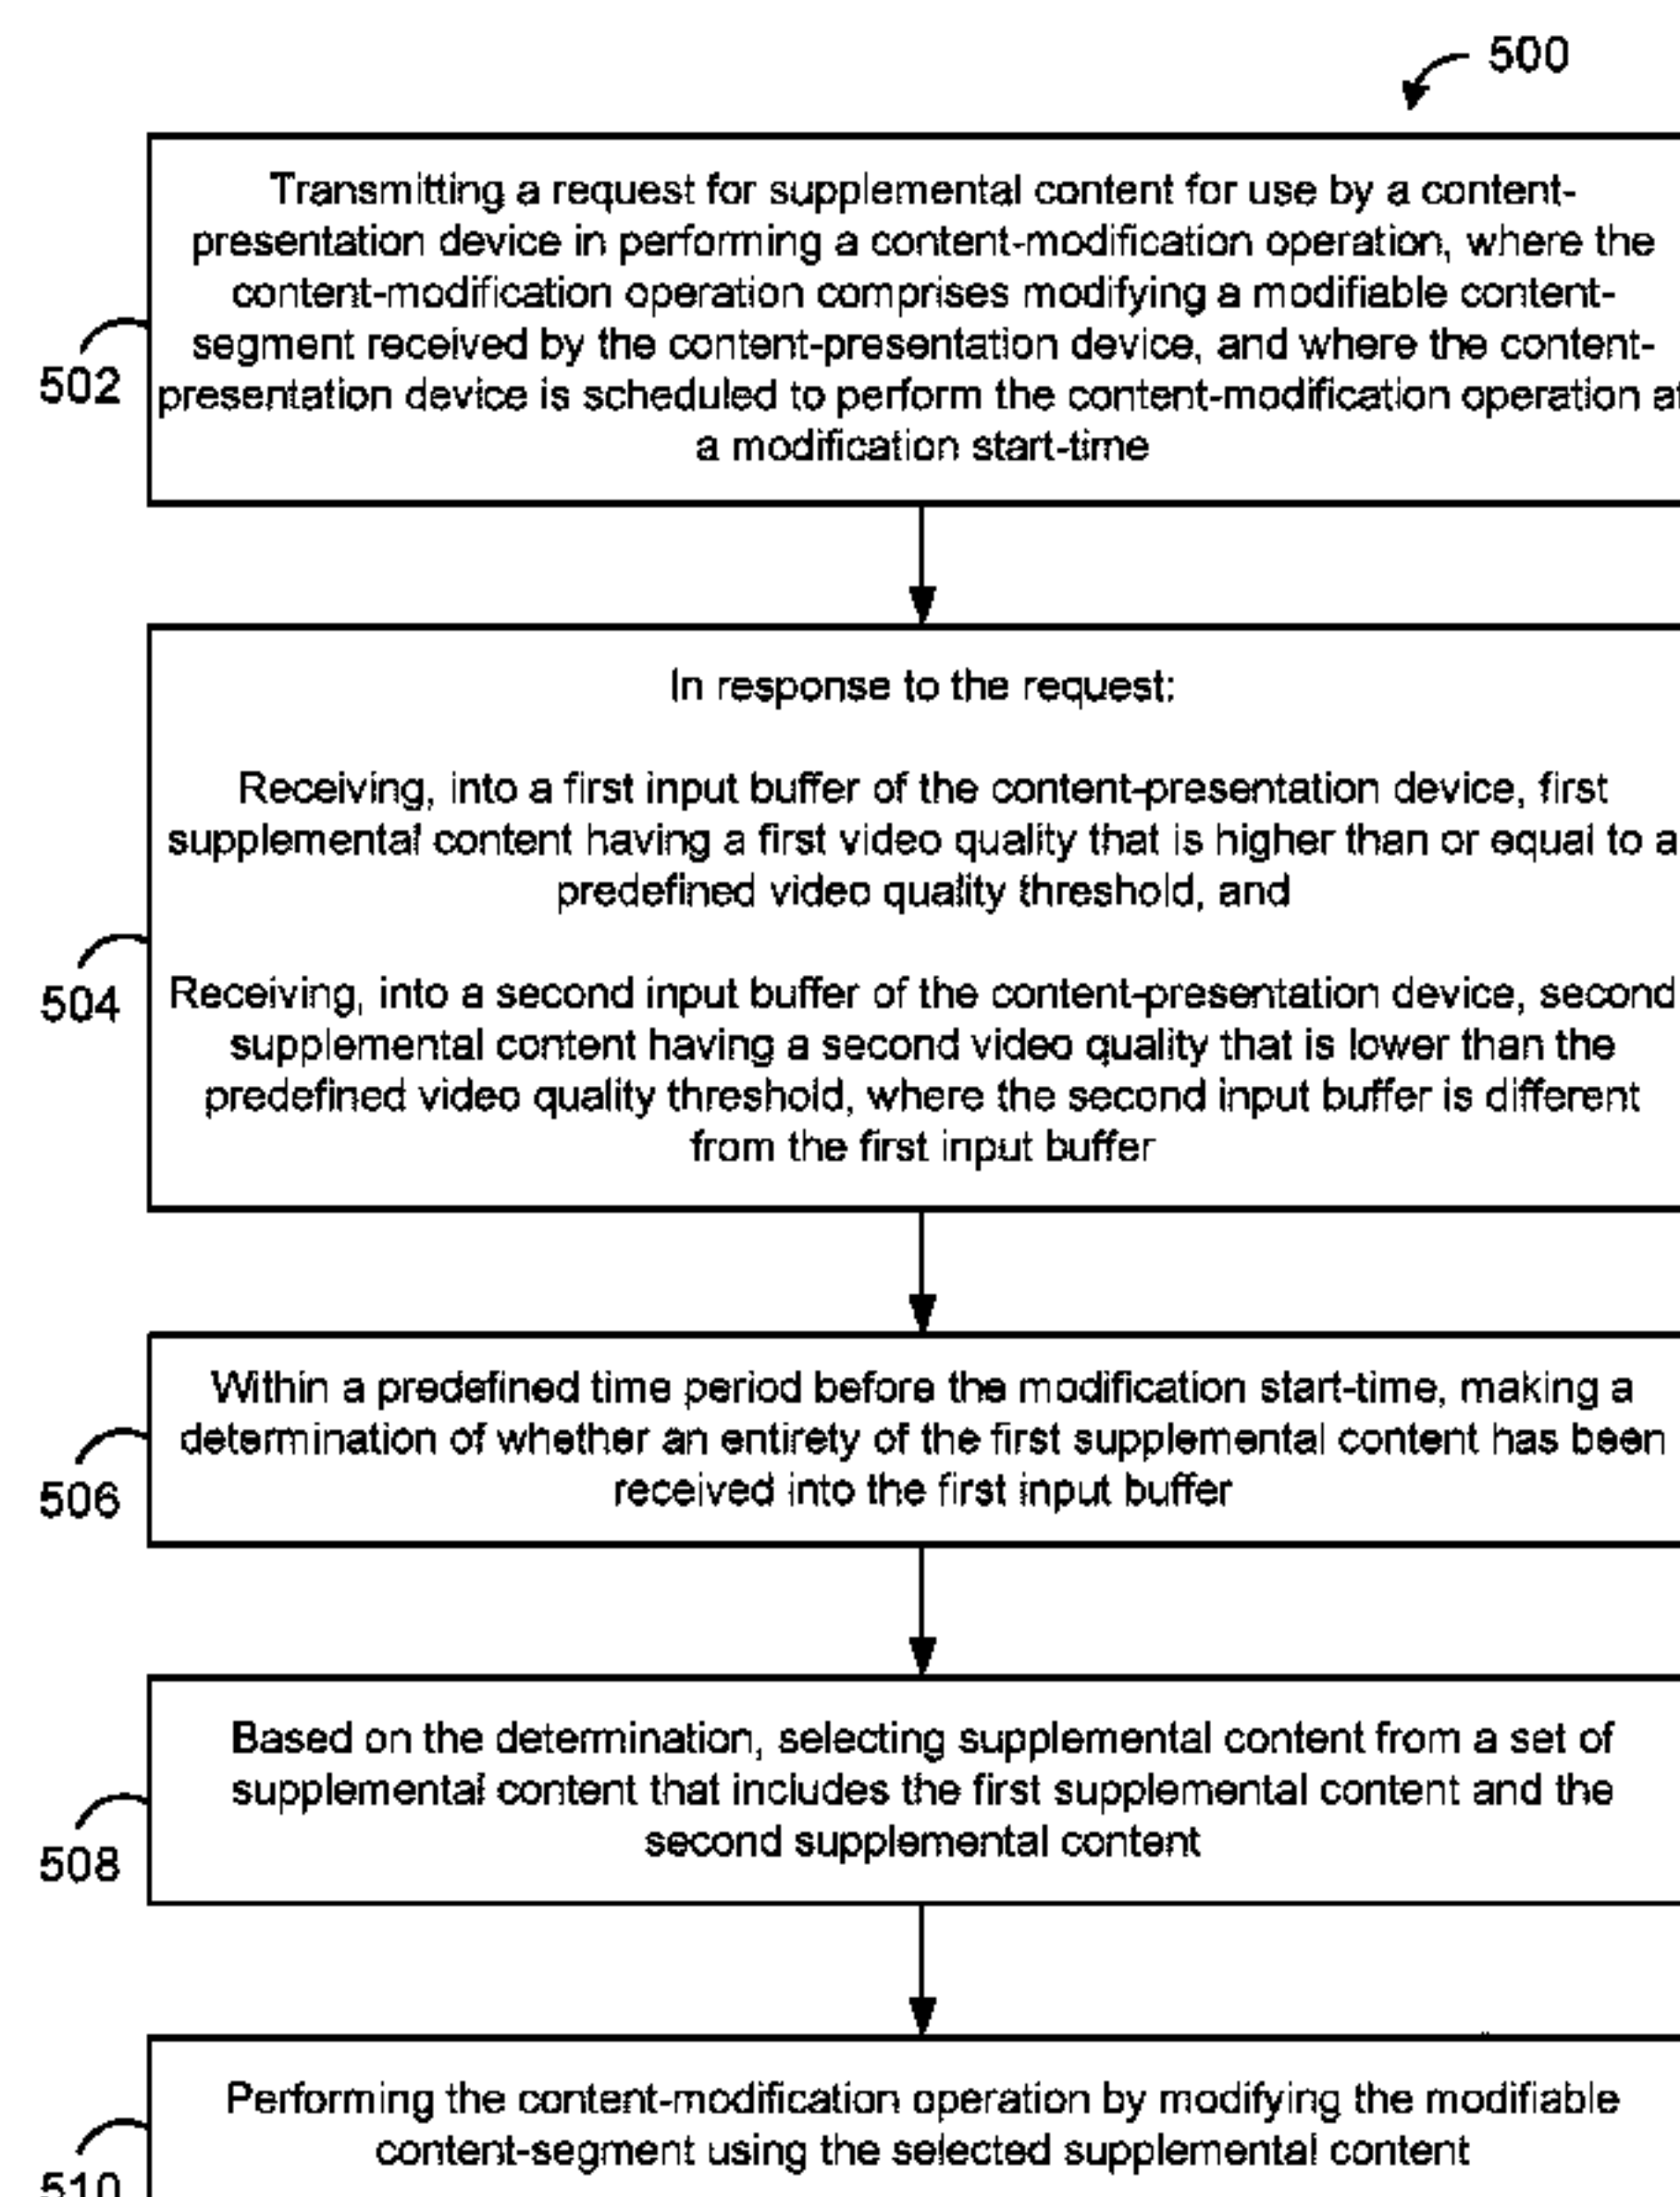 500
Transmitting a request for supplemental content for use by a content-
presentation device in performing a content-modification operation, where the
content-modification operation comprises modifying a modifiable content-
segment received by the content-presentation device, and where the content-
presentation device is scheduled to perform the content-modification operation at
a modification start-time
502
In response to the request:
Receiving, into a first input buffer of the content-presentation device, first
supplemental content having a first video quality that is higher than or equal to a
predefined video quality threshold, and
Receiving, into a second input buffer of the content-presentation device, second
supplemental content having a second video quality that is lower than the
predefined video quality threshold, where the second input buffer is different
from the first input buffer
504
Within a predefined time period before the modification start-time, making a
determination of whether an entirety of the first supplemental content has been
received into the first input buffer
506
Based on the determination, selecting supplemental content from a set of
supplemental content that includes the first supplemental content and the
second supplemental content
508
Performing the content-modification operation by modifying the modifiable
content-segment using the selected supplemental content
510